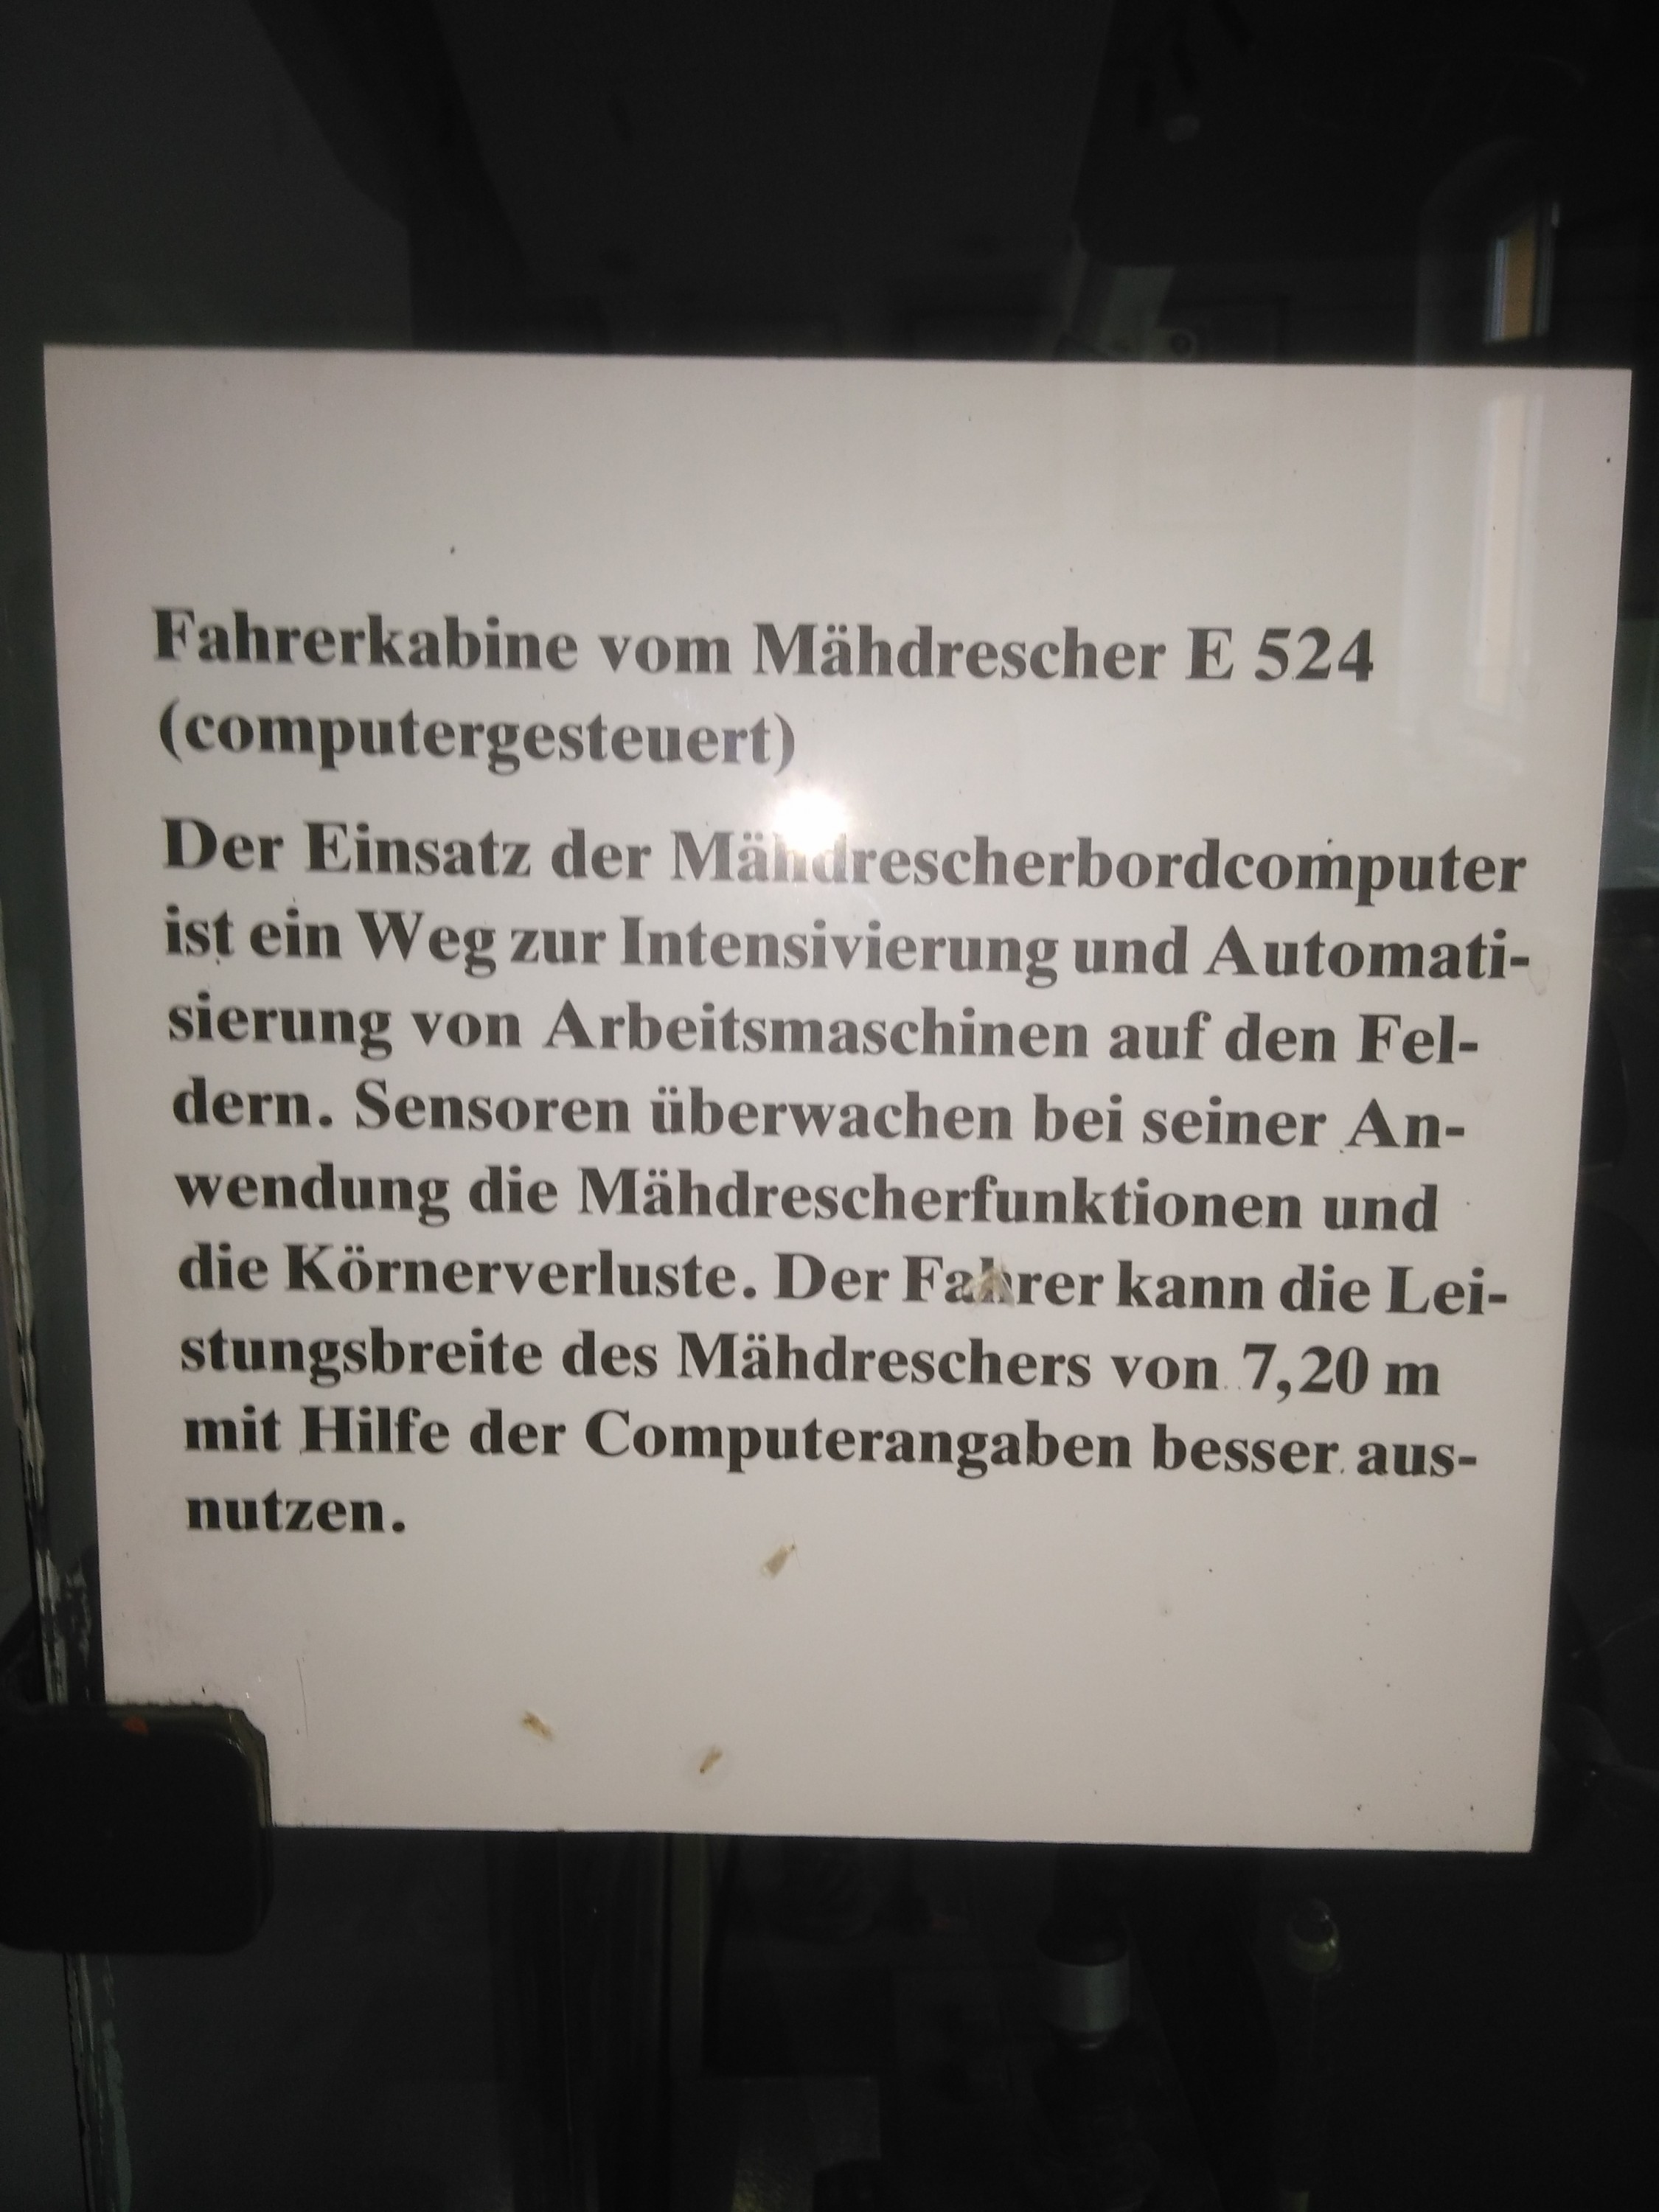 Fahrerkabine vom Mähdrescher E 524
(computergesteuert)
Der Einsatz der Mähdrescherbordcomputer
ist ein Weg zur Intensivierung und Automati-
sierung von Arbeitsmaschinen auf den Fel-
dern. Sensoren überwachen bei seiner An-
wendung die Mähdrescherfunktionen und
die Körnerverluste. Der Fahrer kann die Lei-
stungsbreite des Mähdreschers von 7,20 m
mit Hilfe der Computerangaben besser aus-
nutzen.